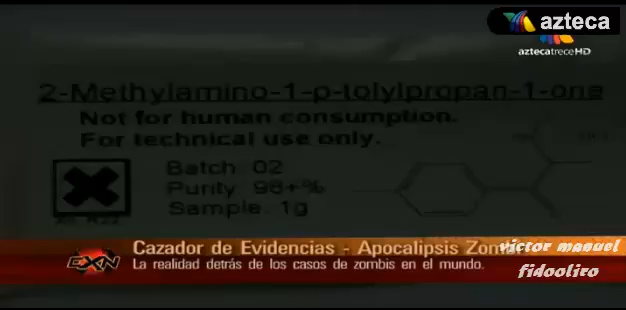 azteca
aztecatreceHD
2-Methylamino-1-p-tolylpropan-1-one
Not for human consumption.
For technical use only.
Batch 02
Purity 98+%
Sample 1g
CXN
Cazador de Evidencias - Apocalipsis
La realidad detrás de los casos de zombis en el mundo.
victor manuel
fidooliro